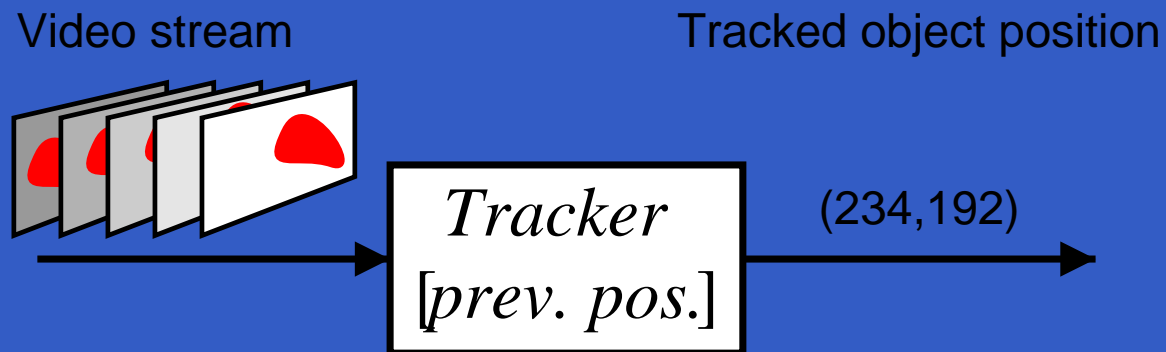 Video stream
Tracked object position
Tracker
[prev. pos.]
(234,192)